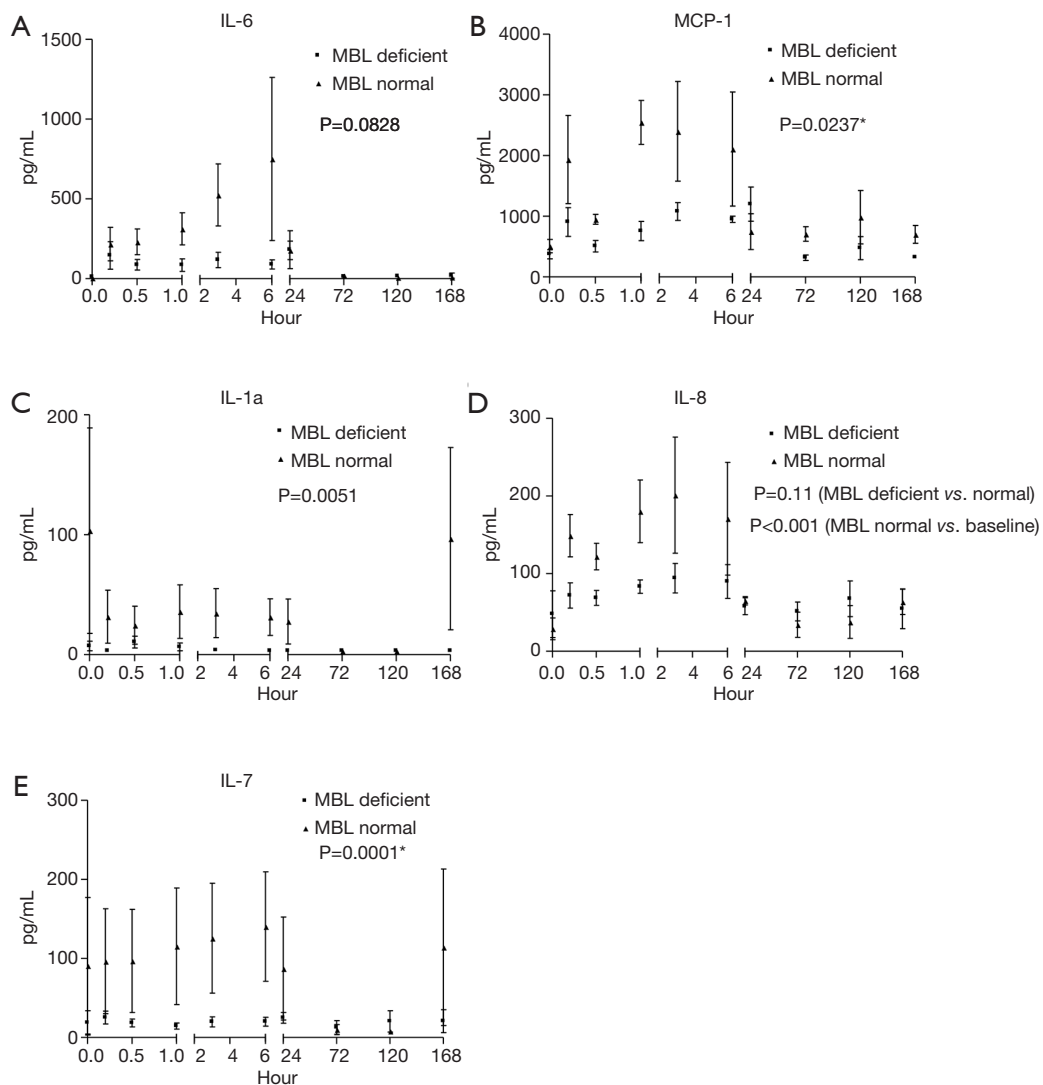 A
IL-6
1500
1000
500
0
pg/mL
MBL deficient
MBL normal
P=0.0828
0.0 0.5 1.0 2 4 6 24 72 120 168
Hour
B
MCP-1
4000
3000
2000
1000
0
pg/mL
MBL deficient
MBL normal
P=0.0237*
0.0 0.5 1.0 2 4 6 24 72 120 168
Hour
C
IL-1a
200
100
0
pg/mL
MBL deficient
MBL normal
P=0.0051
0.0 0.5 1.0 2 4 6 24 72 120 168
Hour
D
IL-8
300
200
100
0
pg/mL
MBL deficient
MBL normal
P=0.11 (MBL deficient vs. normal)
P<0.001 (MBL normal vs. baseline)
0.0 0.5 1.0 2 4 6 24 72 120 168
Hour
E
IL-7
300
200
100
0
pg/mL
MBL deficient
MBL normal
P=0.0001*
0.0 0.5 1.0 2 4 6 24 72 120 168
Hour